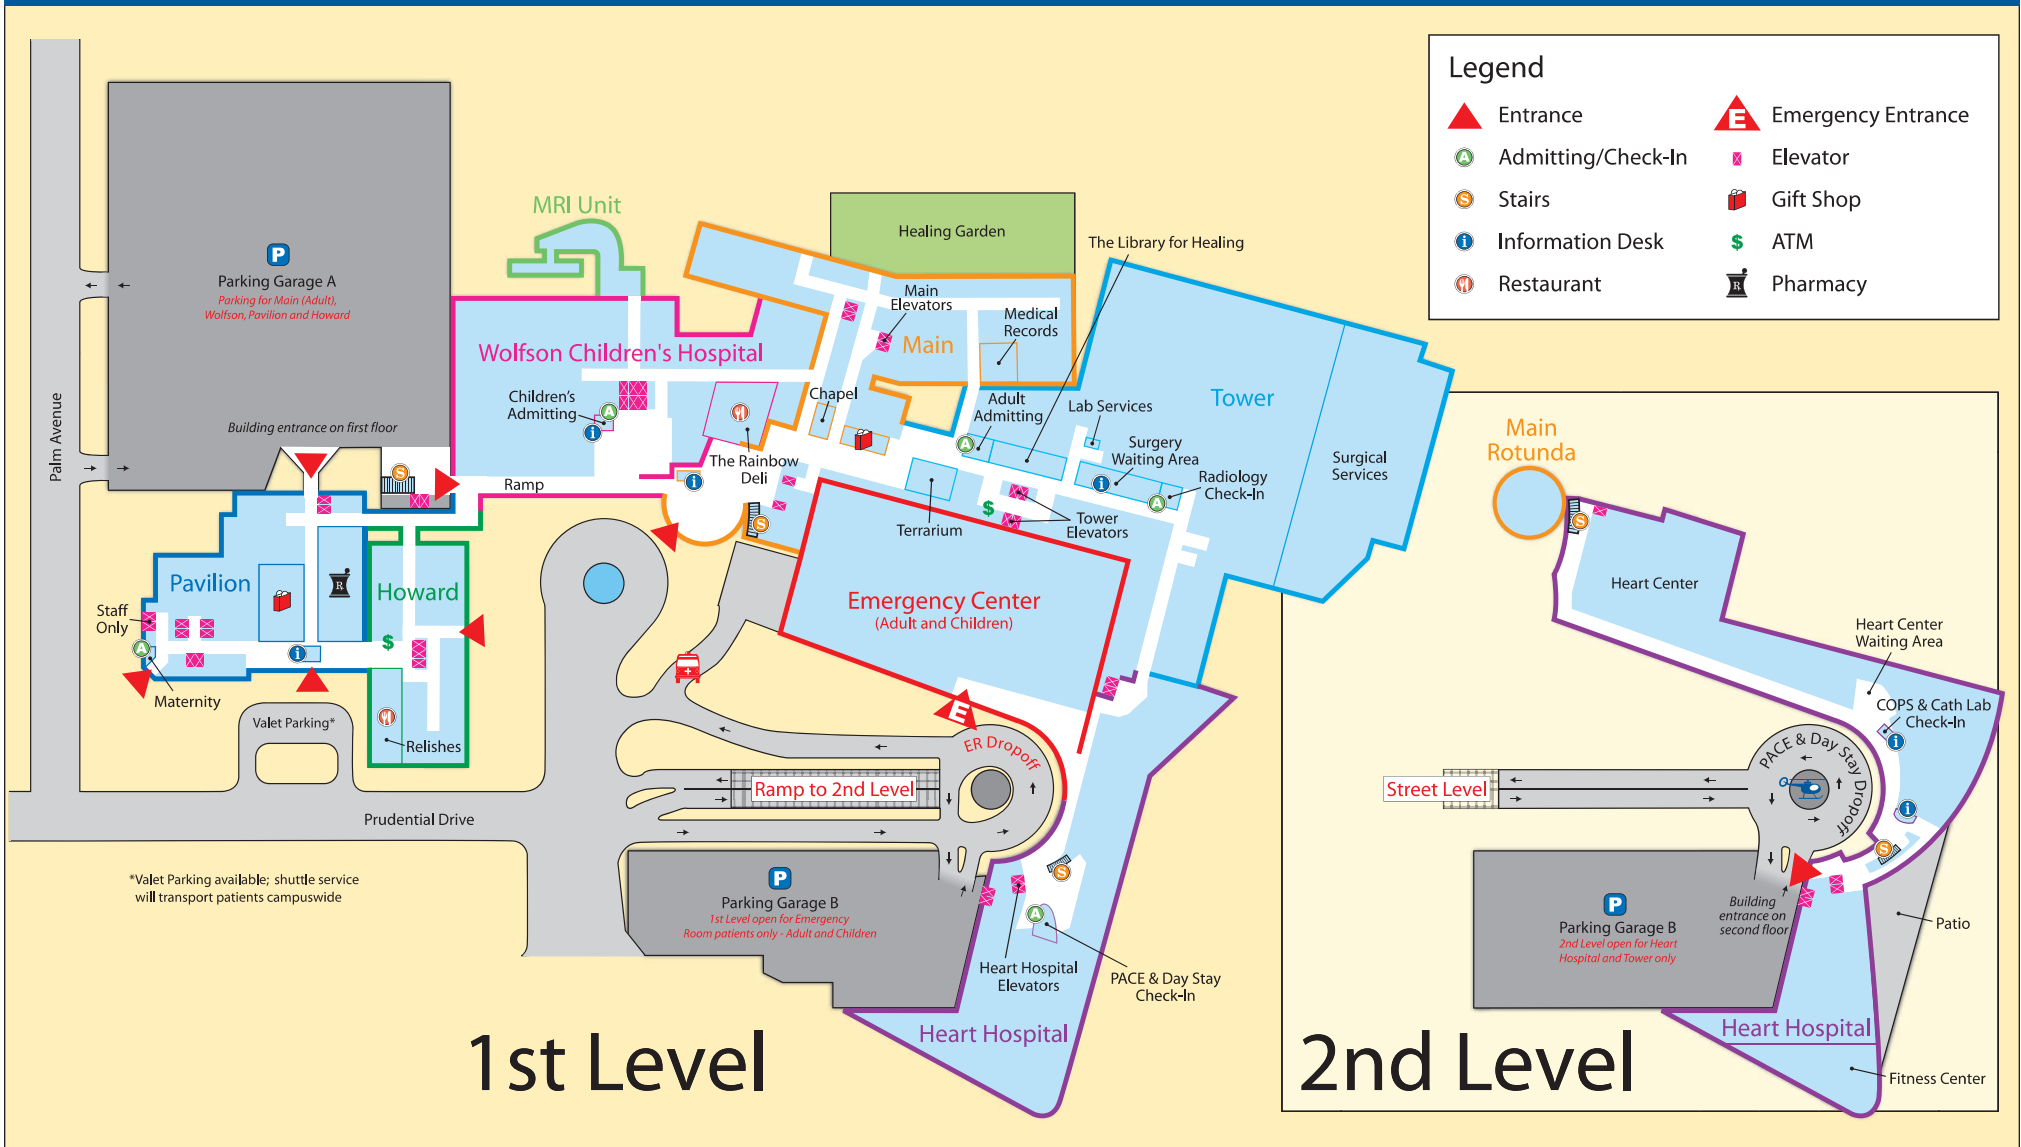 Legend
Entrance
Emergency Entrance
A
Admitting/Check-In
Elevator
S
Stairs
Gift Shop
i
Information Desk
$
ATM
Restaurant
R
Pharmacy
MRI Unit
Healing Garden
The Library for Healing
P
Parking Garage A
Parking for Main (Adult),
Wolfson, Pavilion and Howard
Main
Elevators
Medical
Records
Main
Wolfson Children's Hospital
Children's
Admitting
Chapel
Adult
Admitting
Lab Services
Tower
Surgery
Waiting Area
Radiology
Check-In
Surgical
Services
Building entrance on first floor
Palm Avenue
The Rainbow
Deli
Ramp
Terrarium
Tower
Elevators
Pavilion
Howard
Staff
Only
Maternity
Valet Parking*
Relishes
Emergency Center
(Adult and Children)
E
ER Dropoff
Ramp to 2nd Level
Prudential Drive
*Valet Parking available; shuttle service
will transport patients campuswide
P
Parking Garage B
1st Level open for Emergency
Room patients only - Adult and Children
Heart Hospital
Elevators
PACE & Day Stay
Check-In
Heart Hospital
1st Level
Main
Rotunda
Heart Center
Heart Center
Waiting Area
COPS & Cath Lab
Check-In
PACE & Day Stay Dropoff
Street Level
P
Parking Garage B
2nd Level open for Heart
Hospital and Tower only
Building
entrance on
second floor
Patio
Heart Hospital
Fitness Center
2nd Level